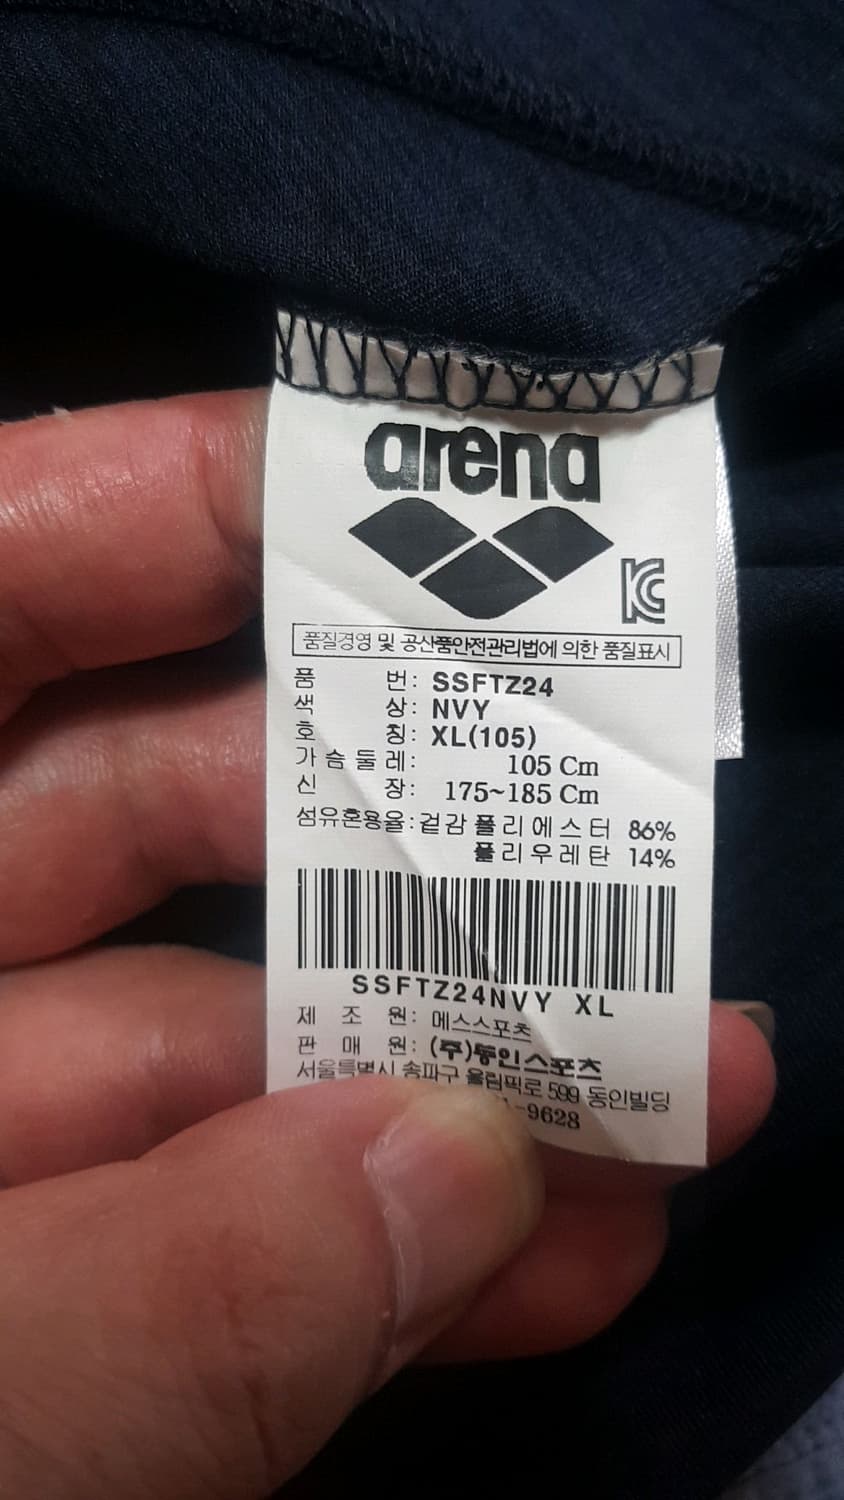 arena
KC
품질경영 및 공산품안전관리법에 의한 품질표시
품 번: SSFTZ24
색 상: NVY
호 칭: XL(105)
가슴둘레: 105 Cm
신 장: 175~185 Cm
섬유혼용율: 겉감 폴리에스터 86%
폴리우레탄 14%
SSFTZ24NVY XL
제 조 원: 메스스포츠
판 매 원: (주)동인스포츠
서울특별시 송파구 올림픽로 599 동인빌딩
1-9628